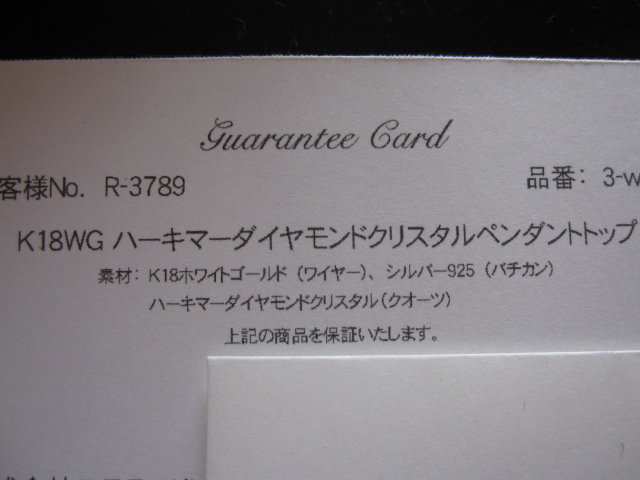 Guarantee Card
客様No. R-3789
品番: 3-w
K18WG ハーキマーダイヤモンドクリスタルペンダントトップ
素材: K18ホワイトゴールド (ワイヤー)、シルバー925 (バチカン)
ハーキマーダイヤモンドクリスタル(クオーツ)
上記の商品を保証いたします。